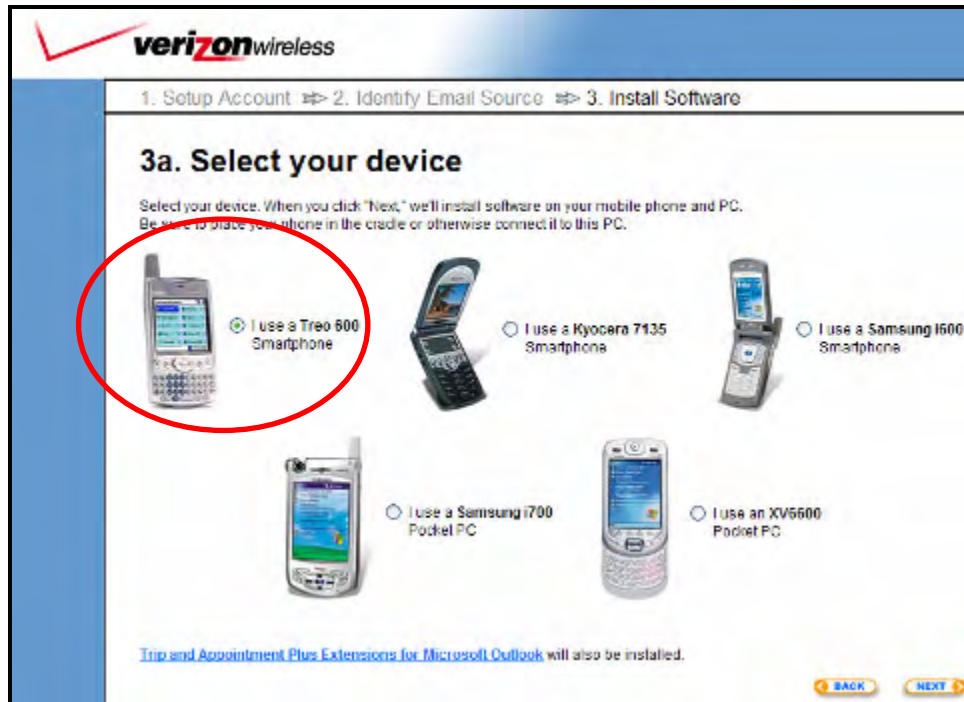 verizonwireless
1. Setup Account ⇒ 2. Identify Email Source ⇒ 3. Install Software
3a. Select your device
Select your device. When you click "Next," we'll install software on your mobile phone and PC.
Be sure to place your phone in the cradle or otherwise connect it to this PC.
I use a Treo 600
Smartphone
I use a Kyocera 7135
Smartphone
I use a Samsung i600
Smartphone
I use a Samsung i700
Pocket PC
I use an XV6600
Pocket PC
Trip and Appointment Plus Extensions for Microsoft Outlook will also be installed.
BACK
NEXT